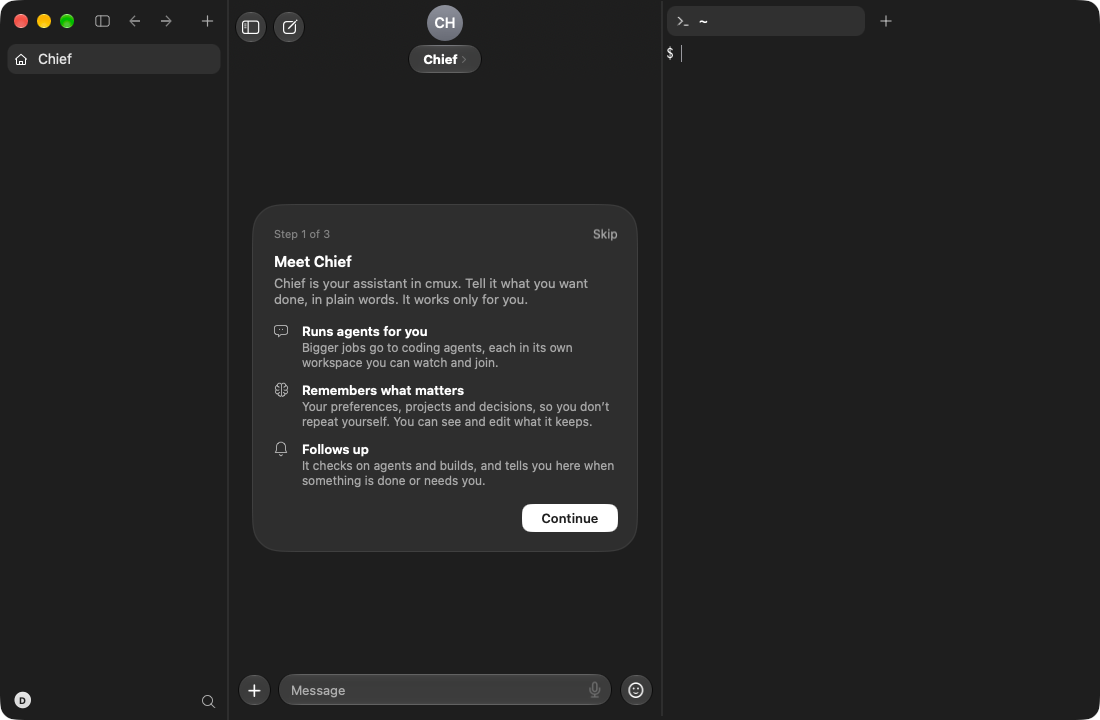 Chief
CH
Chief
Step 1 of 3
Skip
Meet Chief
Chief is your assistant in cmux. Tell it what you want
done, in plain words. It works only for you.
Runs agents for you
Bigger jobs go to coding agents, each in its own
workspace you can watch and join.
Remembers what matters
Your preferences, projects and decisions, so you don't
repeat yourself. You can see and edit what it keeps.
Follows up
It checks on agents and builds, and tells you here when
something is done or needs you.
Continue
Message
D
~
$